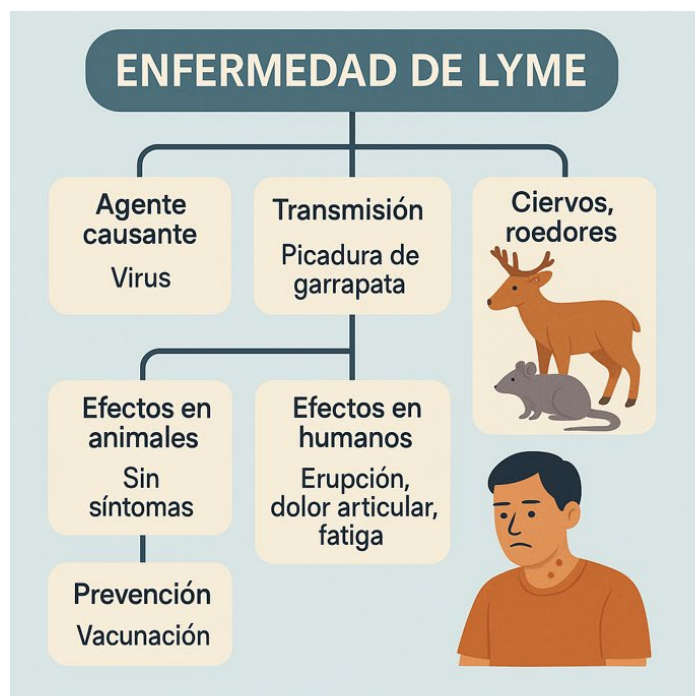 ENFERMEDAD DE LYME
Agente
causante
Virus
Transmisión
Picadura de
garrapata
Ciervos,
roedores
Efectos en
animales
Sin
síntomas
Efectos en
humanos
Erupción,
dolor articular,
fatiga
Prevención
Vacunación